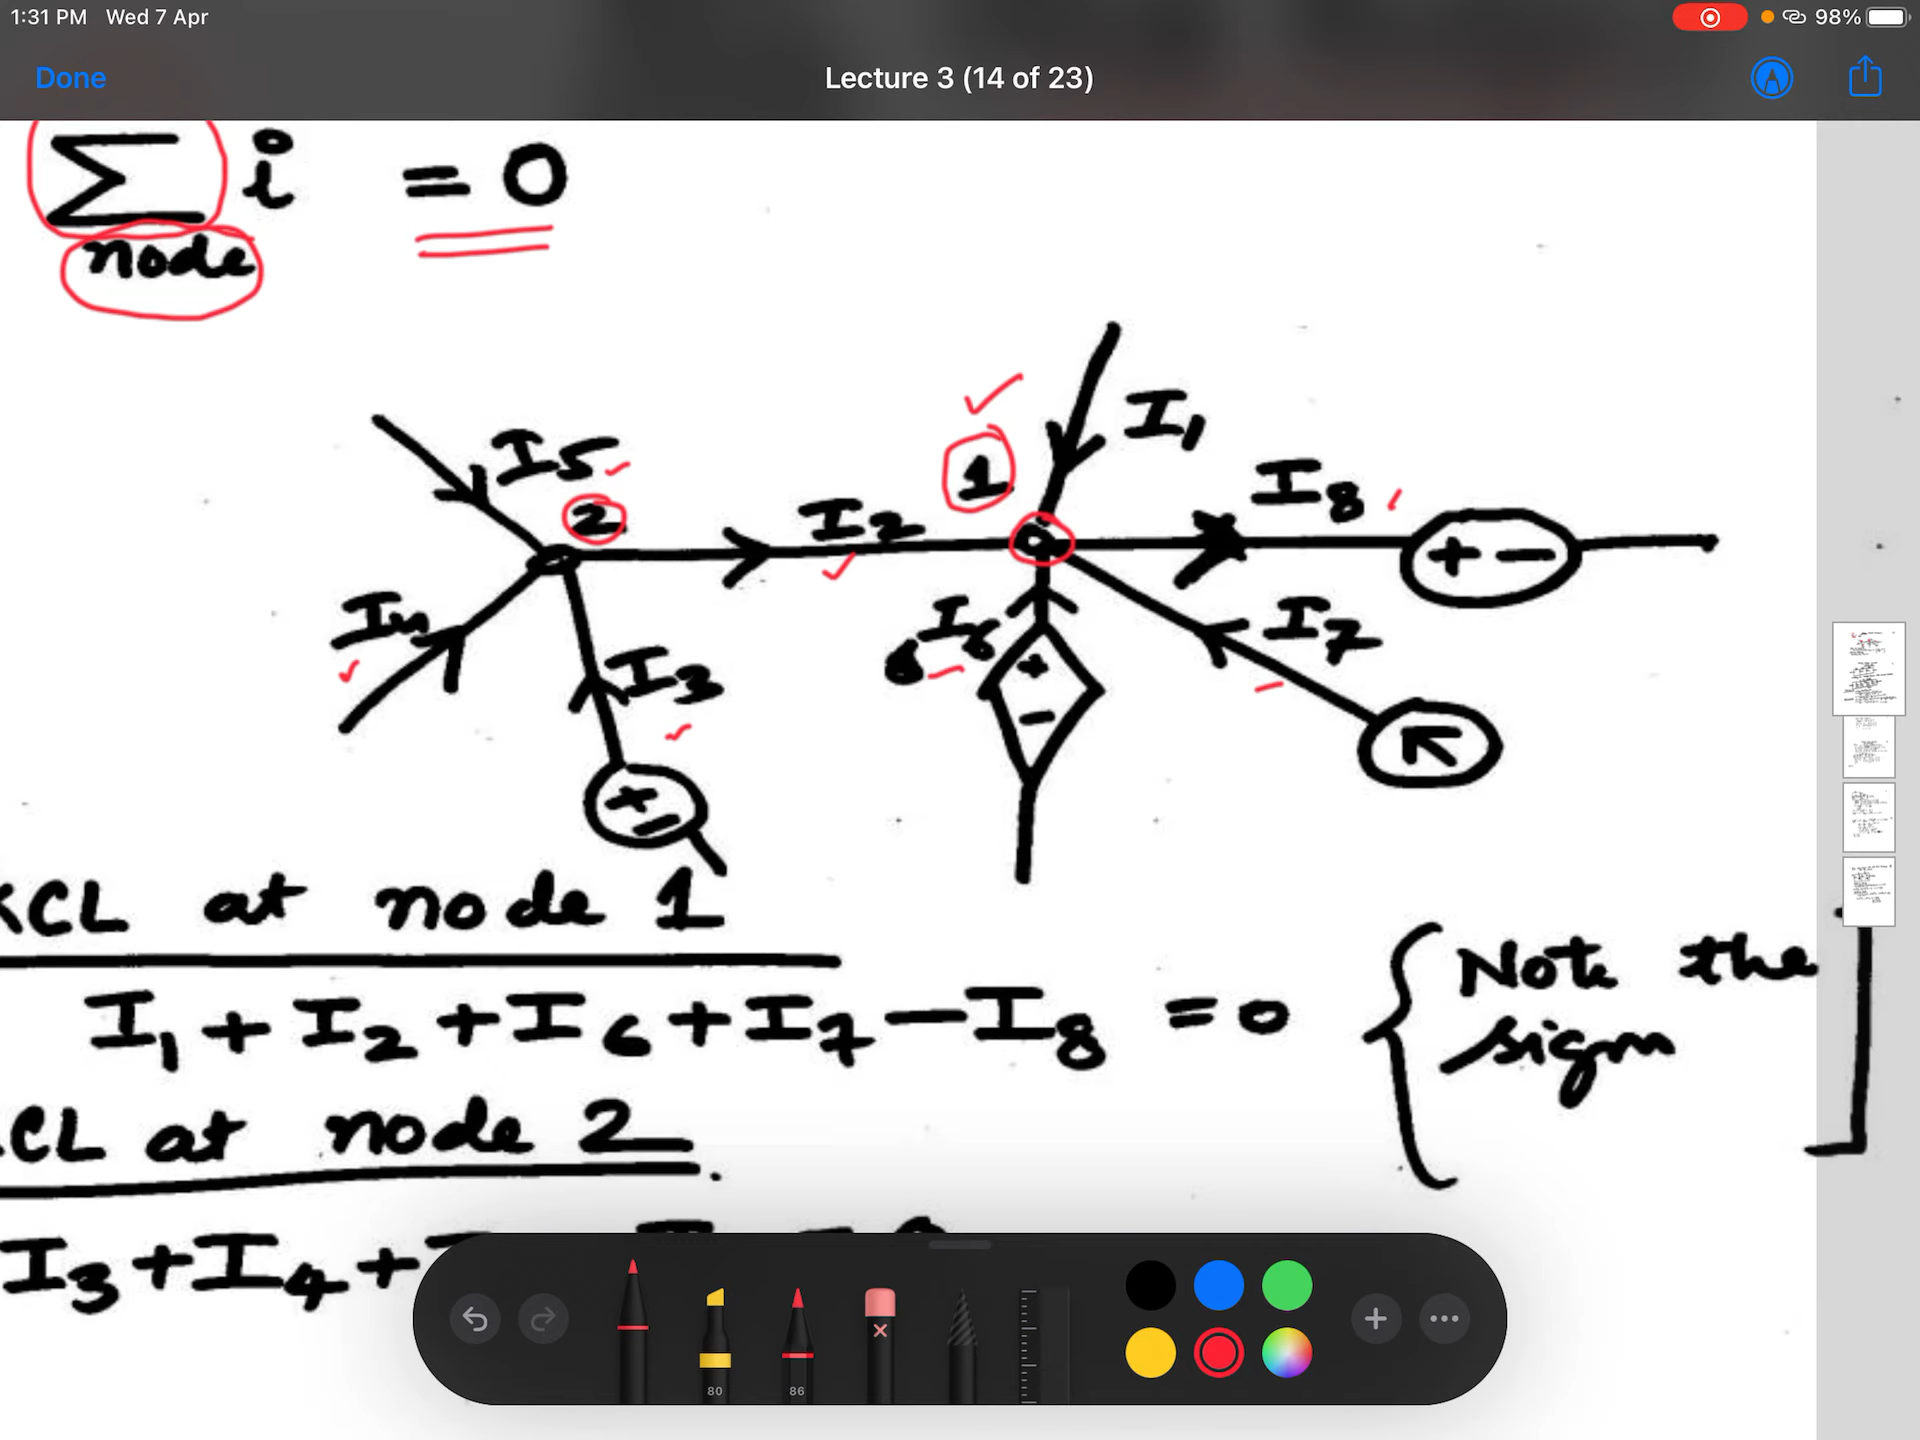 1:31 PM Wed 7 Apr
98%
Done
Lecture 3 (14 of 23)
∑ i = 0
node
I1
I5
2
1
I2
I8
+ -
I4
I3
I6
I7
+
-
+
-
KCL at node 1
I1 + I2 + I6 + I7 - I8 = 0
Note the
sign
CL at node 2
I3 + I4 +
80
86